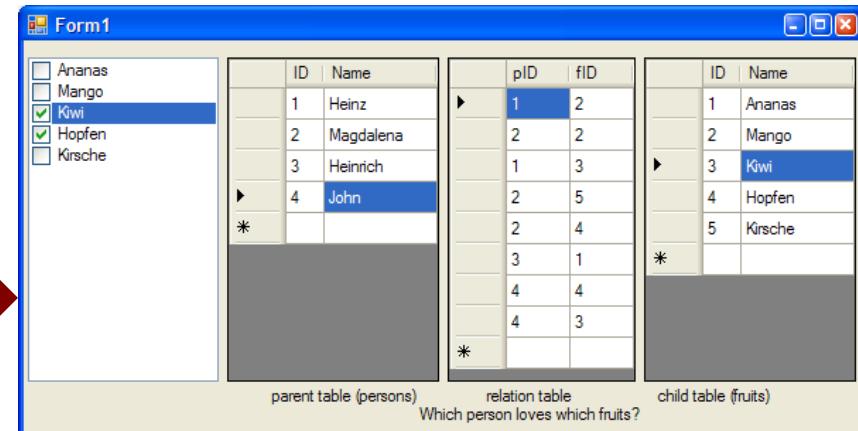 Form1
Ananas
Mango
Kiwi
Hopfen
Kirsche
ID Name
1 Heinz
2 Magdalena
3 Heinrich
4 John
pID fID
1 2
2 2
1 3
2 5
2 4
3 1
4 4
4 3
ID Name
1 Ananas
2 Mango
3 Kiwi
4 Hopfen
5 Kirsche
parent table (persons)
relation table
child table (fruits)
Which person loves which fruits?